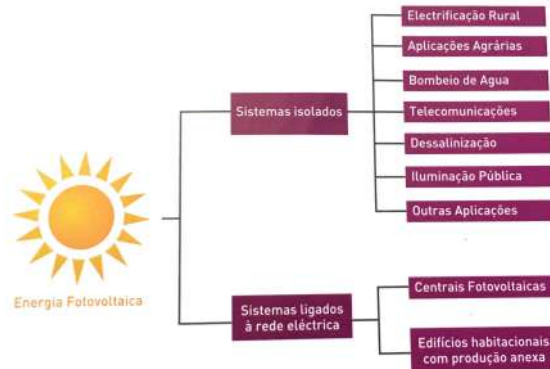 Energia Fotovoltaica
Sistemas isolados
Electrificação Rural
Aplicações Agrárias
Bombeio de Agua
Telecomunicações
Dessalinização
Iluminação Pública
Outras Aplicações
Sistemas ligados
à rede eléctrica
Centrais Fotovoltaicas
Edifícios habitacionais
com produção anexa